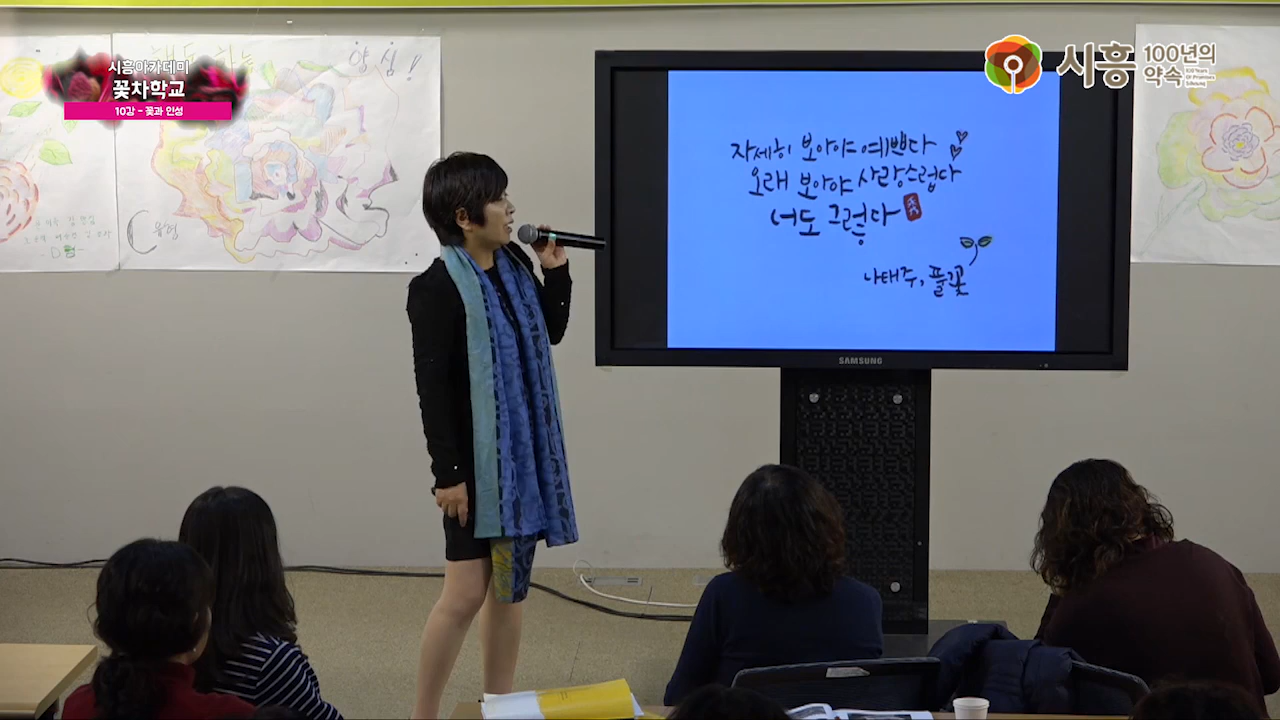 시흥아카데미
꽃차학교
10강 - 꽃과 인성
양심!
시흥
100년의
약속
자세히 보아야 예쁘다
오래 보아야 사랑스럽다
너도 그렇다
나태주, 풀꽃
SAMSUNG